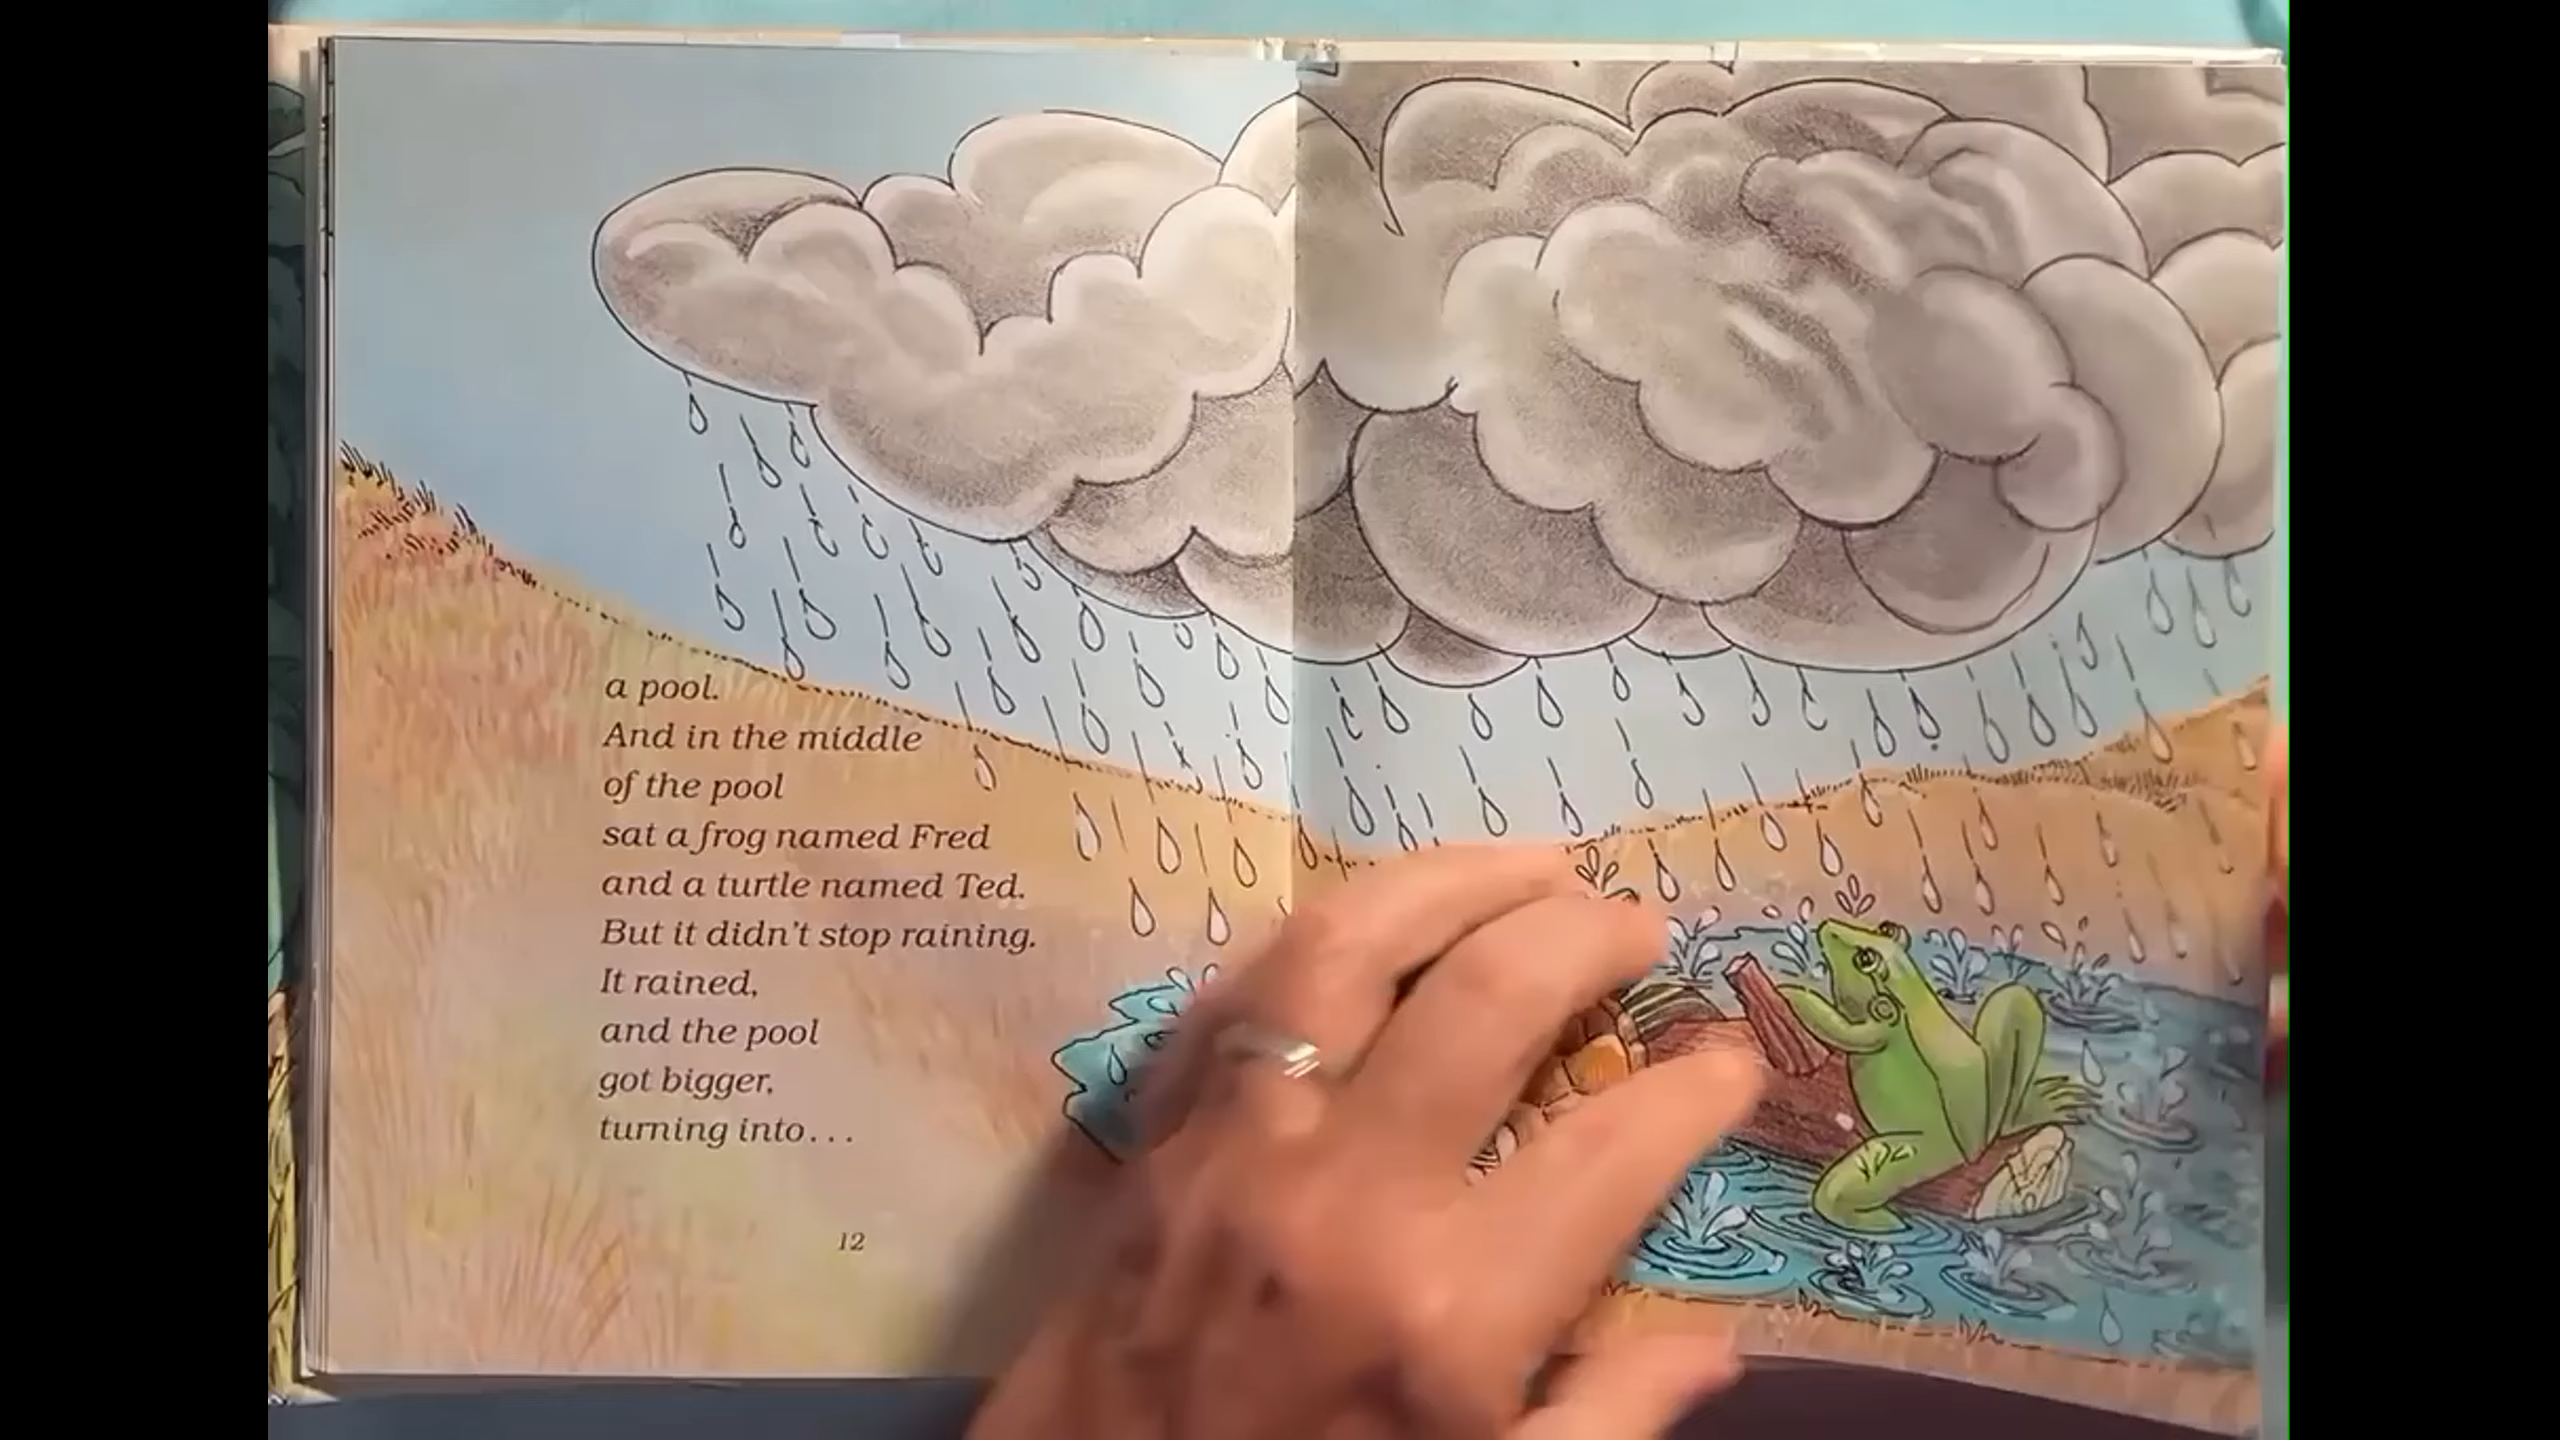 a pool.
And in the middle
of the pool
sat a frog named Fred
and a turtle named Ted.
But it didn't stop raining.
It rained,
and the pool
got bigger,
turning into...
12